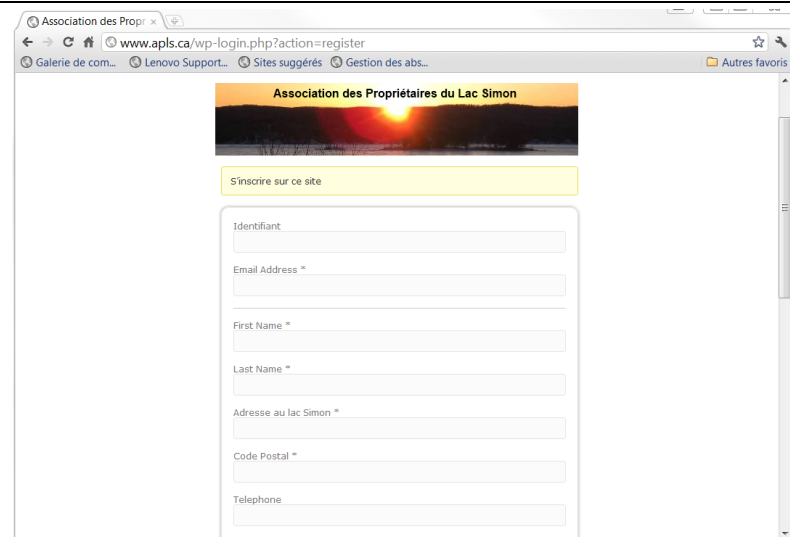 Association des Propr
www.apls.ca/wp-login.php?action=register
Galerie de com... Lenovo Support... Sites suggérés Gestion des abs... Autres favoris
Association des Propriétaires du Lac Simon
S'inscrire sur ce site
Identifiant
Email Address *
First Name *
Last Name *
Adresse au lac Simon *
Code Postal *
Telephone